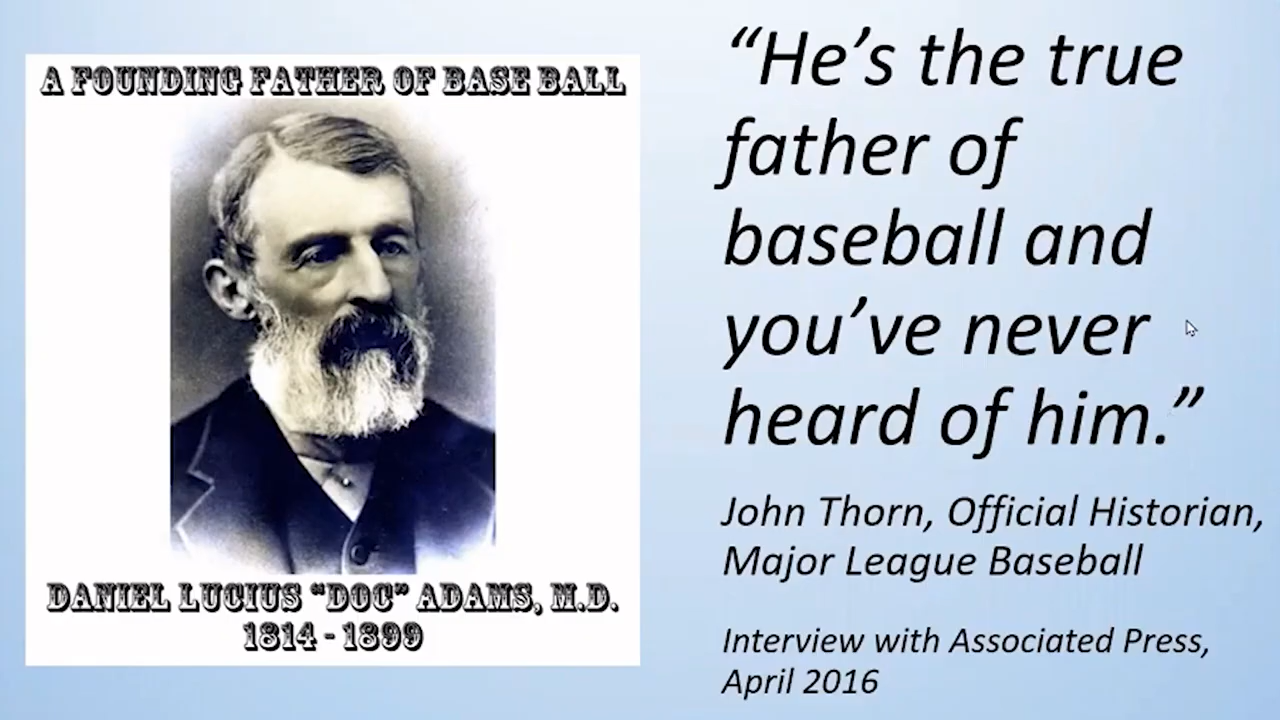 A FOUNDING FATHER OF BASE BALL
DANIEL LUCIUS “DOC” ADAMS, M.D.
1814 - 1899
“He’s the true
father of
baseball and
you’ve never
heard of him.”
John Thorn, Official Historian,
Major League Baseball
Interview with Associated Press,
April 2016